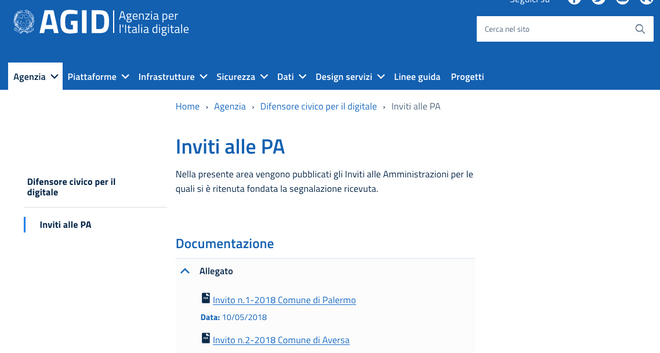 Seguici su
AGID Agenzia per
l'Italia digitale
Cerca nel sito
Agenzia Piattaforme Infrastrutture Sicurezza Dati Design servizi Linee guida Progetti
Home › Agenzia › Difensore civico per il digitale › Inviti alle PA
Inviti alle PA
Nella presente area vengono pubblicati gli Inviti alle Amministrazioni per le
quali si è ritenuta fondata la segnalazione ricevuta.
Difensore civico per il
digitale
Inviti alle PA
Documentazione
Allegato
Invito n.1-2018 Comune di Palermo
Data: 10/05/2018
Invito n.2-2018 Comune di Aversa